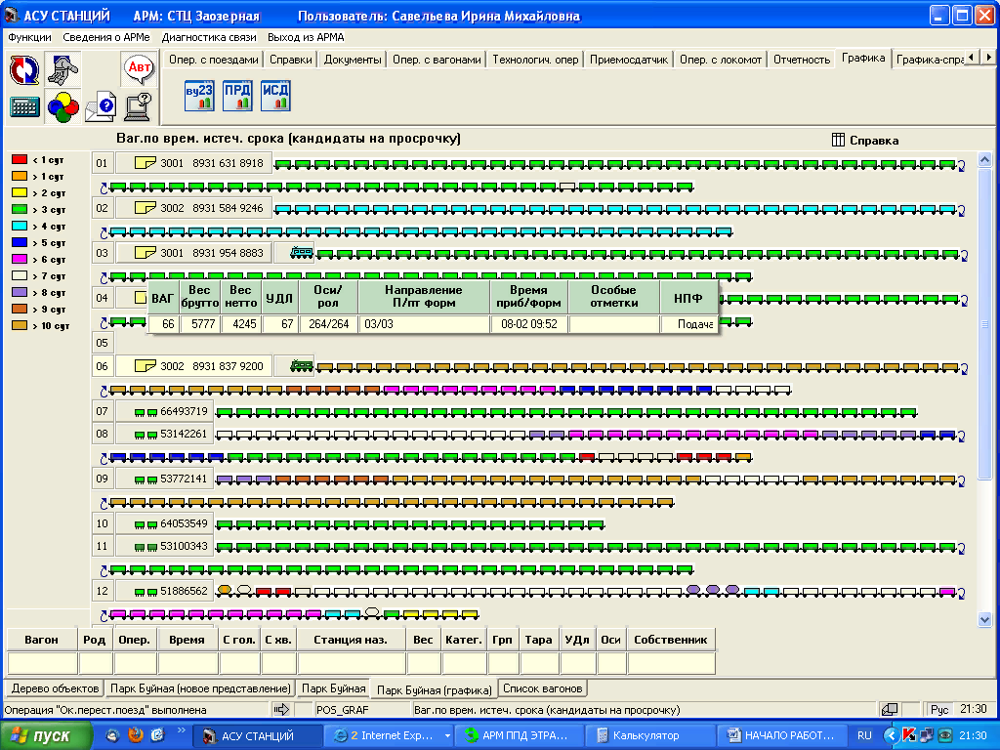 АСУ СТАНЦИЙ АРМ: СТЦ Заозерная Пользователь: Савельева Ирина Михайловна
Функции Сведения о АРМе Диагностика связи Выход из АРМА
Авт
Опер. с поездами Справки Документы Опер. с вагонами Технологич. опер Приемосдатчик Опер. с локомот Отчетность Графика Графика-спра
ву23 ПРД ИСД
Ваг.по врем. истеч. срока (кандидаты на просрочку) Справка
< 1 сут
> 1 сут
> 2 сут
> 3 сут
> 4 сут
> 5 сут
> 6 сут
> 7 сут
> 8 сут
> 9 сут
> 10 сут
01 3001 8931 631 8918
02 3002 8931 584 9246
03 3001 8931 954 8883
04
ВАГ Вес брутто Вес нетто УДЛ Оси/рол Направление П/пт форм Время приб/форм Особые отметки НПФ
66 5777 4245 67 264/264 03/03 08-02 09:52 Подача
05
06 3002 8931 837 9200
07 66493719
08 53142261
09 53772141
10 64053549
11 53100343
12 51886562
Вагон Род Опер. Время С гол. С хв. Станция наз. Вес Катег. Грп Тара УДл Оси Собственник
Дерево объектов Парк Буйная (новое представление) Парк Буйная Парк Буйная (графика) Список вагонов
Операция "Ок.перест.поезд" выполнена POS_GRAF Ваг.по врем. истеч. срока (кандидаты на просрочку) Рус 21:30
пуск АСУ СТАНЦИЙ 2 Internet Exp... АРМ ППД ЭТРА... Калькулятор НАЧАЛО РАБОТ... RU 21:30